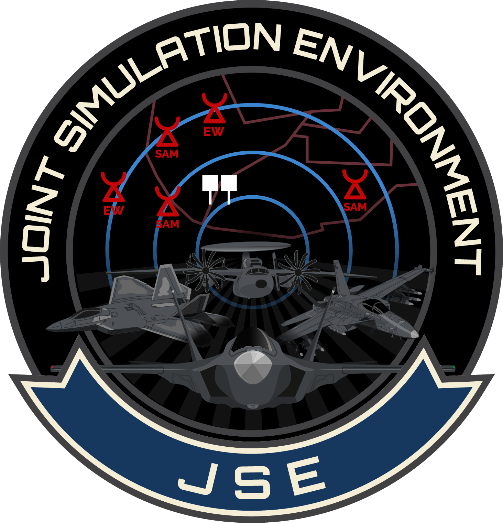 JOINT SIMULATION ENVIRONMENT
EW
SAM
EW
SAM
SAM
JSE